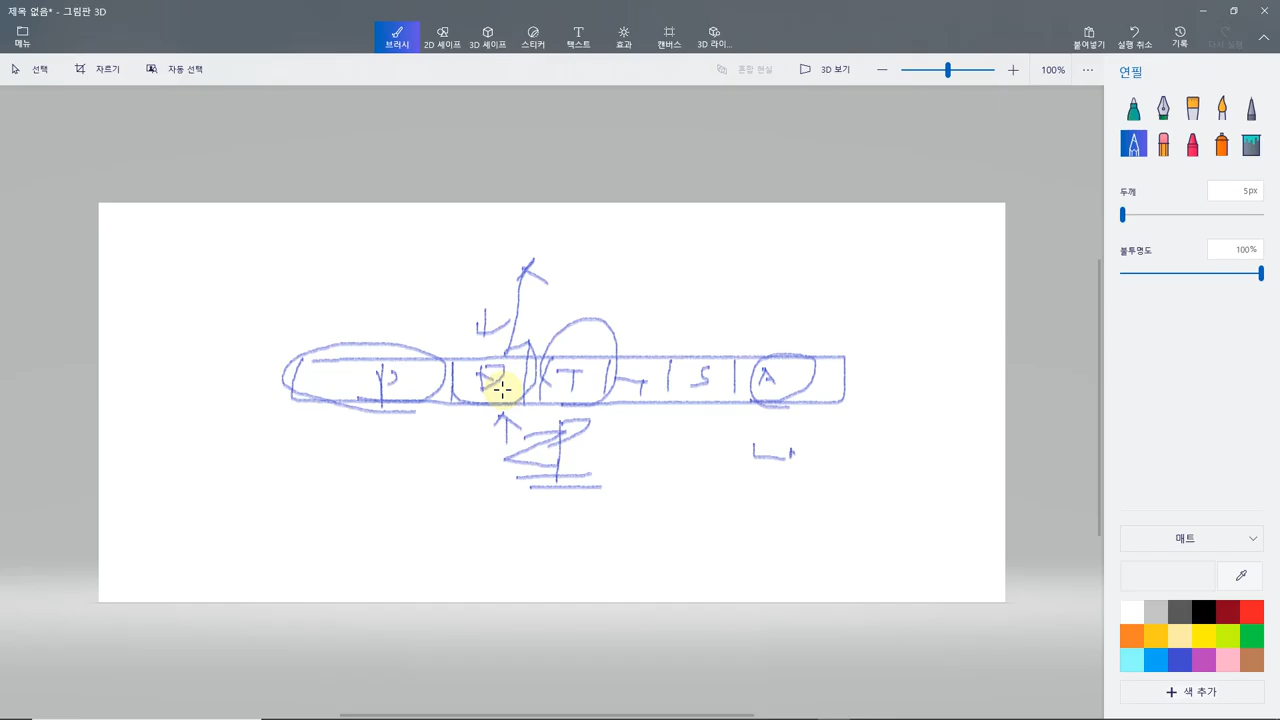 제목 없음* - 그림판 3D
메뉴
브러시
2D 셰이프
3D 셰이프
스티커
텍스트
효과
캔버스
3D 라이...
붙여넣기
실행 취소
기록
다시 실행
선택
자르기
자동 선택
혼합 현실
3D 보기
100%
연필
두께
5px
불투명도
100%
T
S
A
매트
색 추가